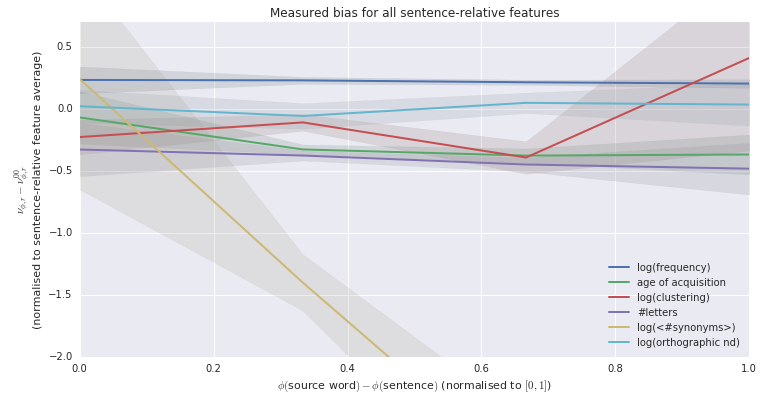 Measured bias for all sentence-relative features
0.5
0.0
−0.5
−1.0
−1.5
−2.0
0.0 0.2 0.4 0.6 0.8 1.0
ν_{ϕ,r} − ν^{00}_{ϕ,r}
(normalised to sentence-relative feature average)
ϕ(source word) − ϕ(sentence) (normalised to [0, 1])
log(frequency)
age of acquisition
log(clustering)
#letters
log(<#synonyms>)
log(orthographic nd)